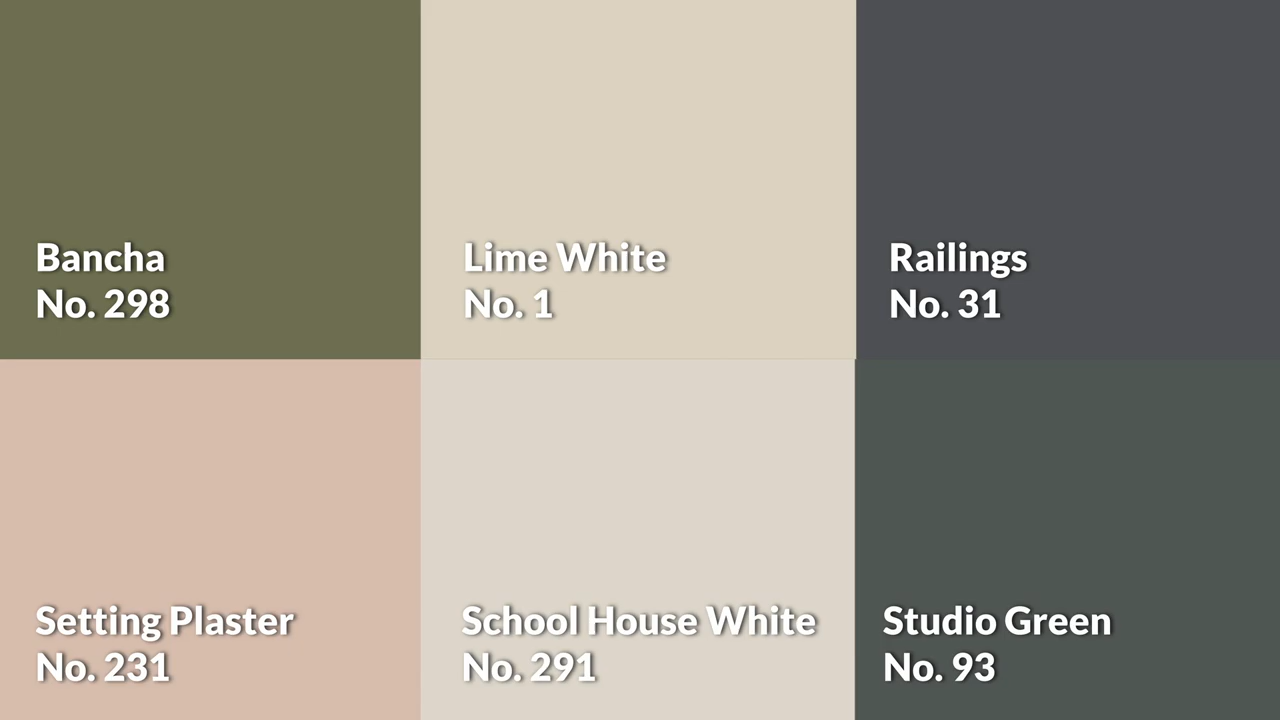 Bancha
No. 298
Lime White
No. 1
Railings
No. 31
Setting Plaster
No. 231
School House White
No. 291
Studio Green
No. 93